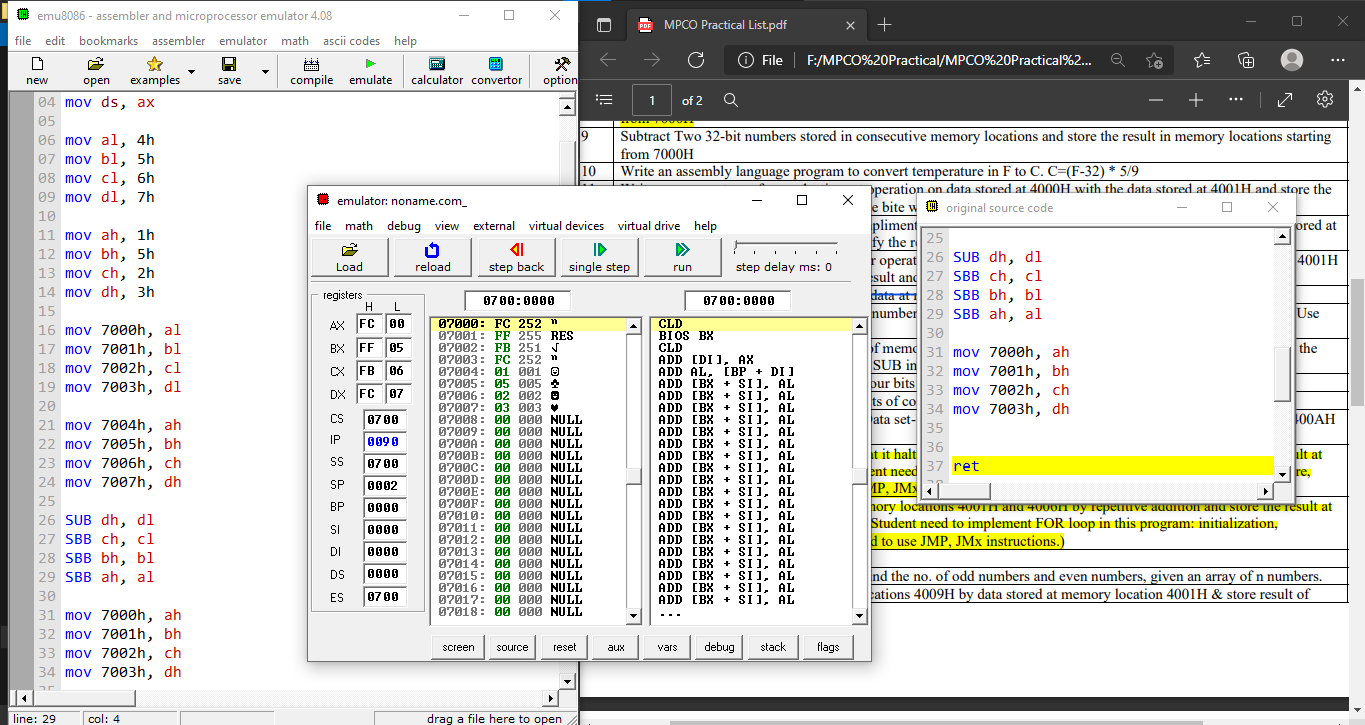 emu8086 - assembler and microprocessor emulator 4.08
file edit bookmarks assembler emulator math ascii codes help
new open examples save compile emulate calculator convertor option
04 mov ds, ax
05
06 mov al, 4h
07 mov bl, 5h
08 mov cl, 6h
09 mov dl, 7h
10
11 mov ah, 1h
12 mov bh, 5h
13 mov ch, 2h
14 mov dh, 3h
15
16 mov 7000h, al
17 mov 7001h, bl
18 mov 7002h, cl
19 mov 7003h, dl
20
21 mov 7004h, ah
22 mov 7005h, bh
23 mov 7006h, ch
24 mov 7007h, dh
25
26 SUB dh, dl
27 SBB ch, cl
28 SBB bh, bl
29 SBB ah, al
30
31 mov 7000h, ah
32 mov 7001h, bh
33 mov 7002h, ch
34 mov 7003h, dh
line: 29 col: 4 drag a file here to open
MPCO Practical List.pdf
File F:/MPCO%20Practical/MPCO%20Practical%2...
1 of 2
from 7000H
9 Subtract Two 32-bit numbers stored in consecutive memory locations and store the result in memory locations starting
from 7000H
10 Write an assembly language program to convert temperature in F to C. C=(F-32) * 5/9
operation on data stored at 4000H with the data stored at 4001H and store the
emulator: noname.com_
file math debug view external virtual devices virtual drive help
Load reload step back single step run step delay ms: 0
registers
H L
AX FC 00
BX FF 05
CX FB 06
DX FC 07
CS 0700
IP 0090
SS 0700
SP 0002
BP 0000
SI 0000
DI 0000
DS 0000
ES 0700
0700:0000 0700:0000
07000: FC 252 ⁿ CLD
07001: FF 255 RES BIOS BX
07002: FB 251 √ CLD
07003: FC 252 ⁿ ADD [DI], AX
07004: 01 001 ☺ ADD AL, [BP + DI]
07005: 05 005 ♣ ADD [BX + SI], AL
07006: 02 002 ☻ ADD [BX + SI], AL
07007: 03 003 ♥ ADD [BX + SI], AL
07008: 00 000 NULL ADD [BX + SI], AL
07009: 00 000 NULL ADD [BX + SI], AL
0700A: 00 000 NULL ADD [BX + SI], AL
0700B: 00 000 NULL ADD [BX + SI], AL
0700C: 00 000 NULL ADD [BX + SI], AL
0700D: 00 000 NULL ADD [BX + SI], AL
0700E: 00 000 NULL ADD [BX + SI], AL
0700F: 00 000 NULL ADD [BX + SI], AL
07010: 00 000 NULL ADD [BX + SI], AL
07011: 00 000 NULL ADD [BX + SI], AL
07012: 00 000 NULL ADD [BX + SI], AL
07013: 00 000 NULL ADD [BX + SI], AL
07014: 00 000 NULL ADD [BX + SI], AL
07015: 00 000 NULL ADD [BX + SI], AL
07016: 00 000 NULL ADD [BX + SI], AL
07017: 00 000 NULL ADD [BX + SI], AL
07018: 00 000 NULL ...
screen source reset aux vars debug stack flags
original source code
25
26 SUB dh, dl
27 SBB ch, cl
28 SBB bh, bl
29 SBB ah, al
30
31 mov 7000h, ah
32 mov 7001h, bh
33 mov 7002h, ch
34 mov 7003h, dh
35
36
37 ret
ored at
4001H
Use
the
400AH
lt at
re,
ory locations 4001H and 4006H by repetitive addition and store the result at
Student need to implement FOR loop in this program: initialization,
d to use JMP, JMx instructions.)
nd the no. of odd numbers and even numbers, given an array of n numbers.
cations 4009H by data stored at memory location 4001H & store result of